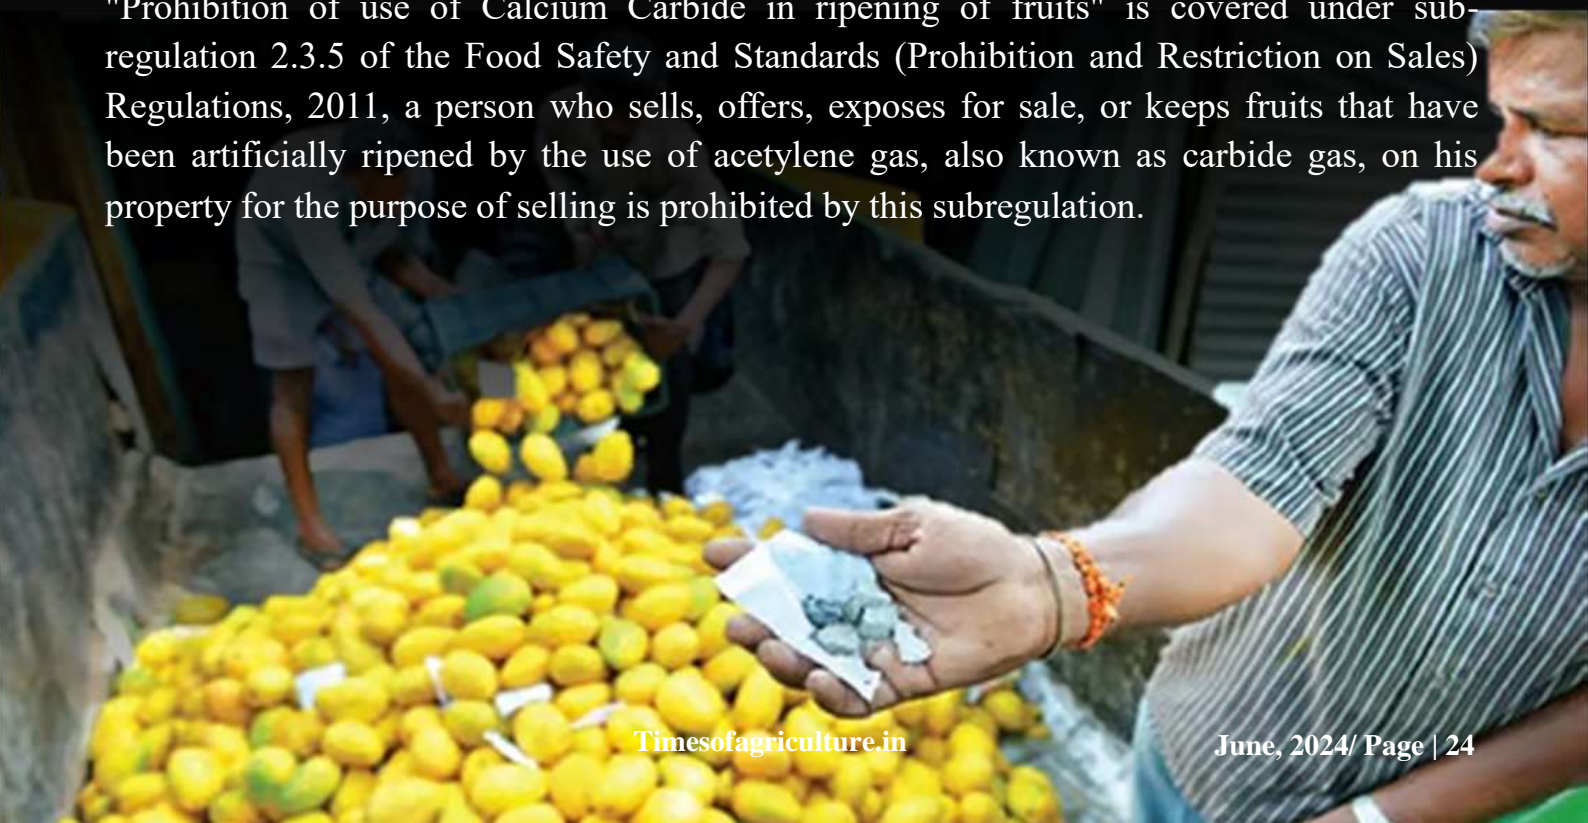 "Prohibition of use of Calcium Carbide in ripening of fruits" is covered under sub-
regulation 2.3.5 of the Food Safety and Standards (Prohibition and Restriction on Sales)
Regulations, 2011, a person who sells, offers, exposes for sale, or keeps fruits that have
been artificially ripened by the use of acetylene gas, also known as carbide gas, on his
property for the purpose of selling is prohibited by this subregulation.
Timesofagriculture.in
June, 2024/ Page | 24